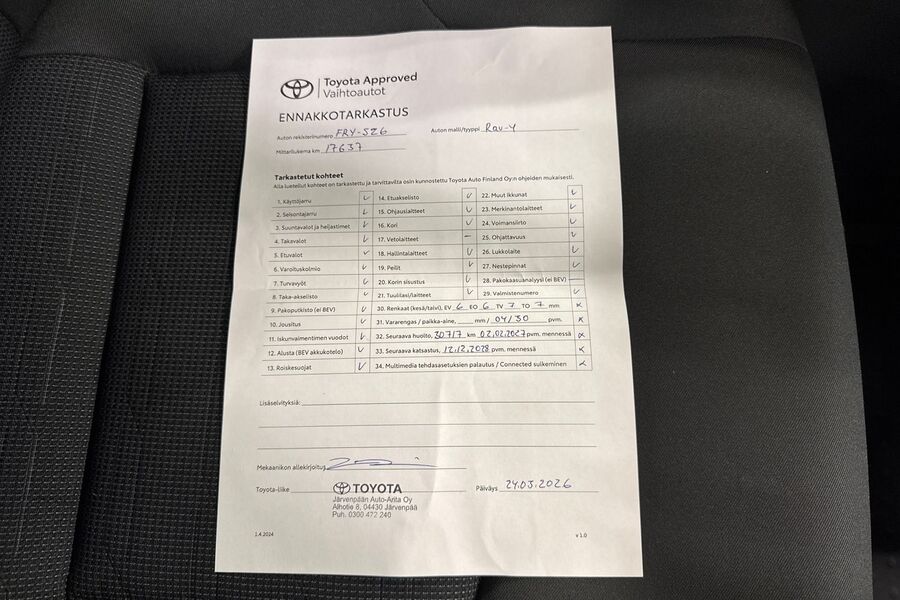 Toyota Approved
Vaihtoautot
ENNAKKOTARKASTUS
Auton rekisterinumero FRY-526 Auton malli/tyyppi Rav-4
Mittarilukema km 17637
Tarkastetut kohteet
Alla luetellut kohteet on tarkastettu ja tarvittavilta osin kunnostettu Toyota Auto Finland Oy:n ohjeiden mukaisesti.
1. Käyttöjarru ✓ 14. Etuakselisto ✓ 22. Muut ikkunat ✓
2. Seisontajarru ✓ 15. Ohjauslaitteet ✓ 23. Merkinantolaitteet ✓
3. Suuntavalot ja heijastimet ✓ 16. Kori ✓ 24. Voimansiirto ✓
4. Takavalot ✓ 17. Vetolaitteet – 25. Ohjattavuus ✓
5. Etuvalot ✓ 18. Hallintalaitteet ✓ 26. Lukkolaite ✓
6. Varoituskolmio ✓ 19. Peilit ✓ 27. Nestepinnat ✓
7. Turvavyöt ✓ 20. Korin sisustus ✓ 28. Pakokaasuanalyysi (ei BEV) –
8. Taka-akselisto ✓ 21. Tuulilasi/laitteet ✓ 29. Valmistenumero ✓
9. Pakoputkisto (ei BEV) ✓ 30. Renkaat (kesä/talvi), EV 6 EO 6 TV 7 TO 7 mm x
10. Jousitus ✓ 31. Vararengas / paikka-aine, ___ mm / 04/30 pvm. x
11. Iskunvaimentimien vuodot ✓ 32. Seuraava huolto, 30717 km 02.02.2027 pvm. mennessä x
12. Alusta (BEV akkukotelo) ✓ 33. Seuraava katsastus, 12.12.2028 pvm. mennessä x
13. Roiskesuojat ✓ 34. Multimedia tehdasasetuksien palautus / Connected sulkeminen x
Lisäselvityksiä:
Mekaanikon allekirjoitus
Toyota-liike TOYOTA Päiväys 24.03.2026
Järvenpään Auto-Arita Oy
Alhotie 8, 04430 Järvenpää
Puh. 0300 472 240
1.4.2024 v 1.0